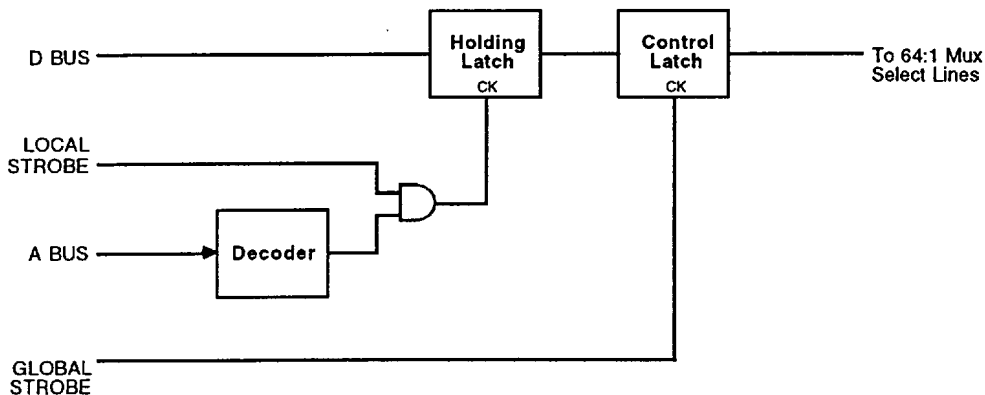 D BUS
Holding
Latch
CK
Control
Latch
CK
To 64:1 Mux
Select Lines
LOCAL
STROBE
A BUS
Decoder
GLOBAL
STROBE